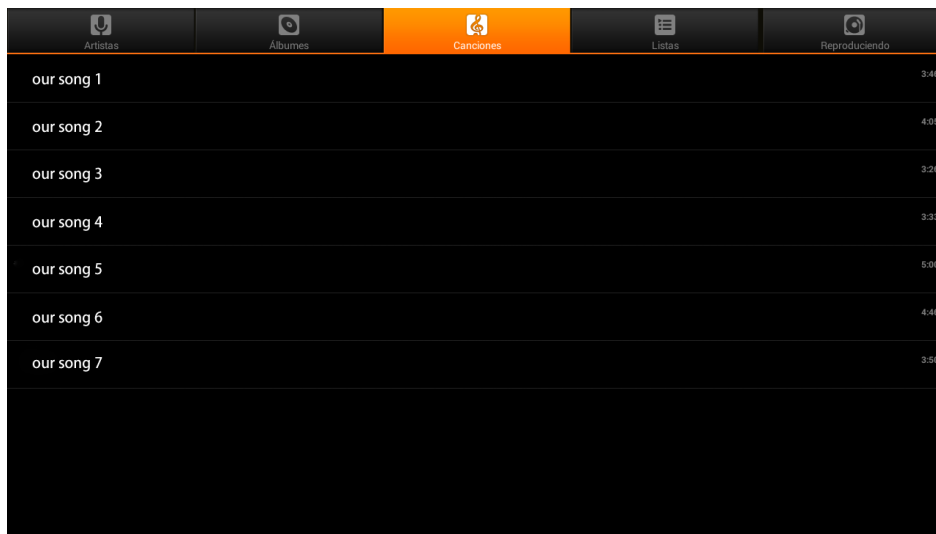 Artistas Álbumes Canciones Listas Reproduciendo
our song 1
our song 2
our song 3
our song 4
our song 5
our song 6
our song 7